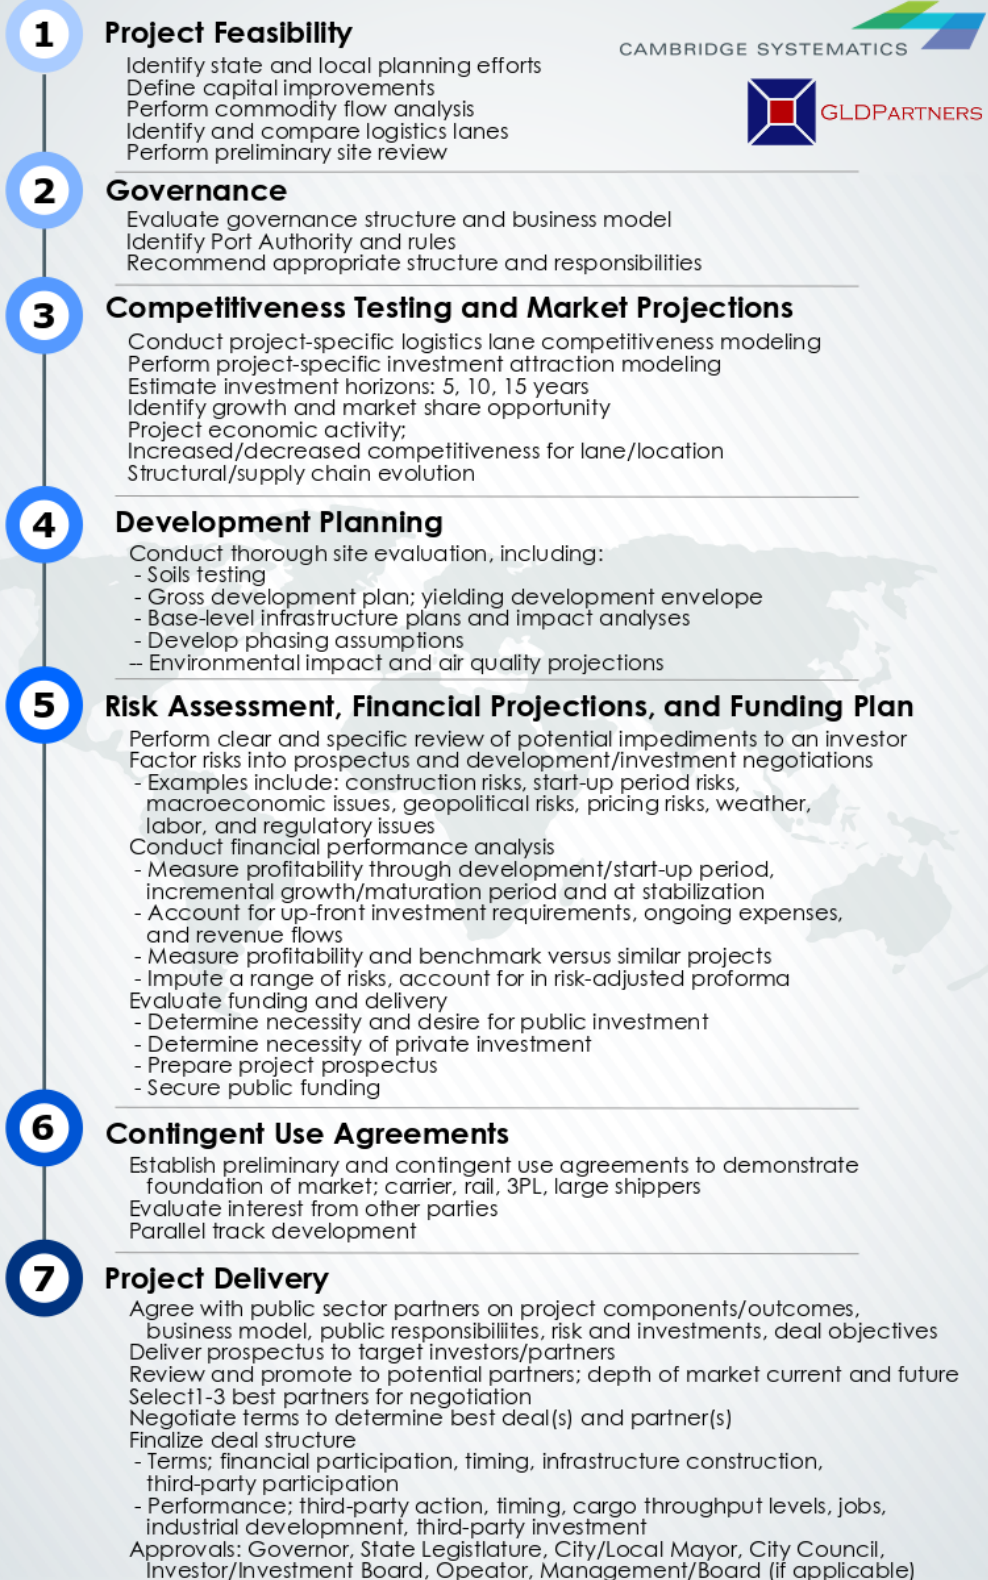 1
Project Feasibility
CAMBRIDGE SYSTEMATICS
GLDPARTNERS
Identify state and local planning efforts
Define capital improvements
Perform commodity flow analysis
Identify and compare logistics lanes
Perform preliminary site review
2
Governance
Evaluate governance structure and business model
Identify Port Authority and rules
Recommend appropriate structure and responsibilities
3
Competitiveness Testing and Market Projections
Conduct project-specific logistics lane competitiveness modeling
Perform project-specific investment attraction modeling
Estimate investment horizons: 5, 10, 15 years
Identify growth and market share opportunity
Project economic activity;
Increased/decreased competitiveness for lane/location
Structural/supply chain evolution
4
Development Planning
Conduct thorough site evaluation, including:
- Soils testing
- Gross development plan; yielding development envelope
- Base-level infrastructure plans and impact analyses
- Develop phasing assumptions
-- Environmental impact and air quality projections
5
Risk Assessment, Financial Projections, and Funding Plan
Perform clear and specific review of potential impediments to an investor
Factor risks into prospectus and development/investment negotiations
- Examples include: construction risks, start-up period risks,
macroeconomic issues, geopolitical risks, pricing risks, weather,
labor, and regulatory issues
Conduct financial performance analysis
- Measure profitability through development/start-up period,
incremental growth/maturation period and at stabilization
- Account for up-front investment requirements, ongoing expenses,
and revenue flows
- Measure profitability and benchmark versus similar projects
- Impute a range of risks, account for in risk-adjusted proforma
Evaluate funding and delivery
- Determine necessity and desire for public investment
- Determine necessity of private investment
- Prepare project prospectus
- Secure public funding
6
Contingent Use Agreements
Establish preliminary and contingent use agreements to demonstrate
foundation of market; carrier, rail, 3PL, large shippers
Evaluate interest from other parties
Parallel track development
7
Project Delivery
Agree with public sector partners on project components/outcomes,
business model, public responsibiliites, risk and investments, deal objectives
Deliver prospectus to target investors/partners
Review and promote to potential partners; depth of market current and future
Select1-3 best partners for negotiation
Negotiate terms to determine best deal(s) and partner(s)
Finalize deal structure
- Terms; financial participation, timing, infrastructure construction,
third-party participation
- Performance; third-party action, timing, cargo throughput levels, jobs,
industrial developmnent, third-party investment
Approvals: Governor, State Legistlature, City/Local Mayor, City Council,
Investor/Investment Board, Opeator, Management/Board (if applicable)